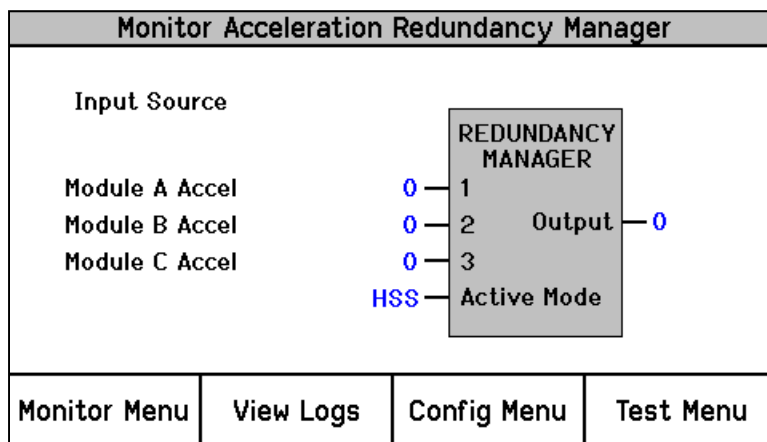 Monitor Acceleration Redundancy Manager
Input Source
REDUNDANCY
MANAGER
Module A Accel 0 1
Module B Accel 0 2 Output 0
Module C Accel 0 3
HSS Active Mode
Monitor Menu View Logs Config Menu Test Menu